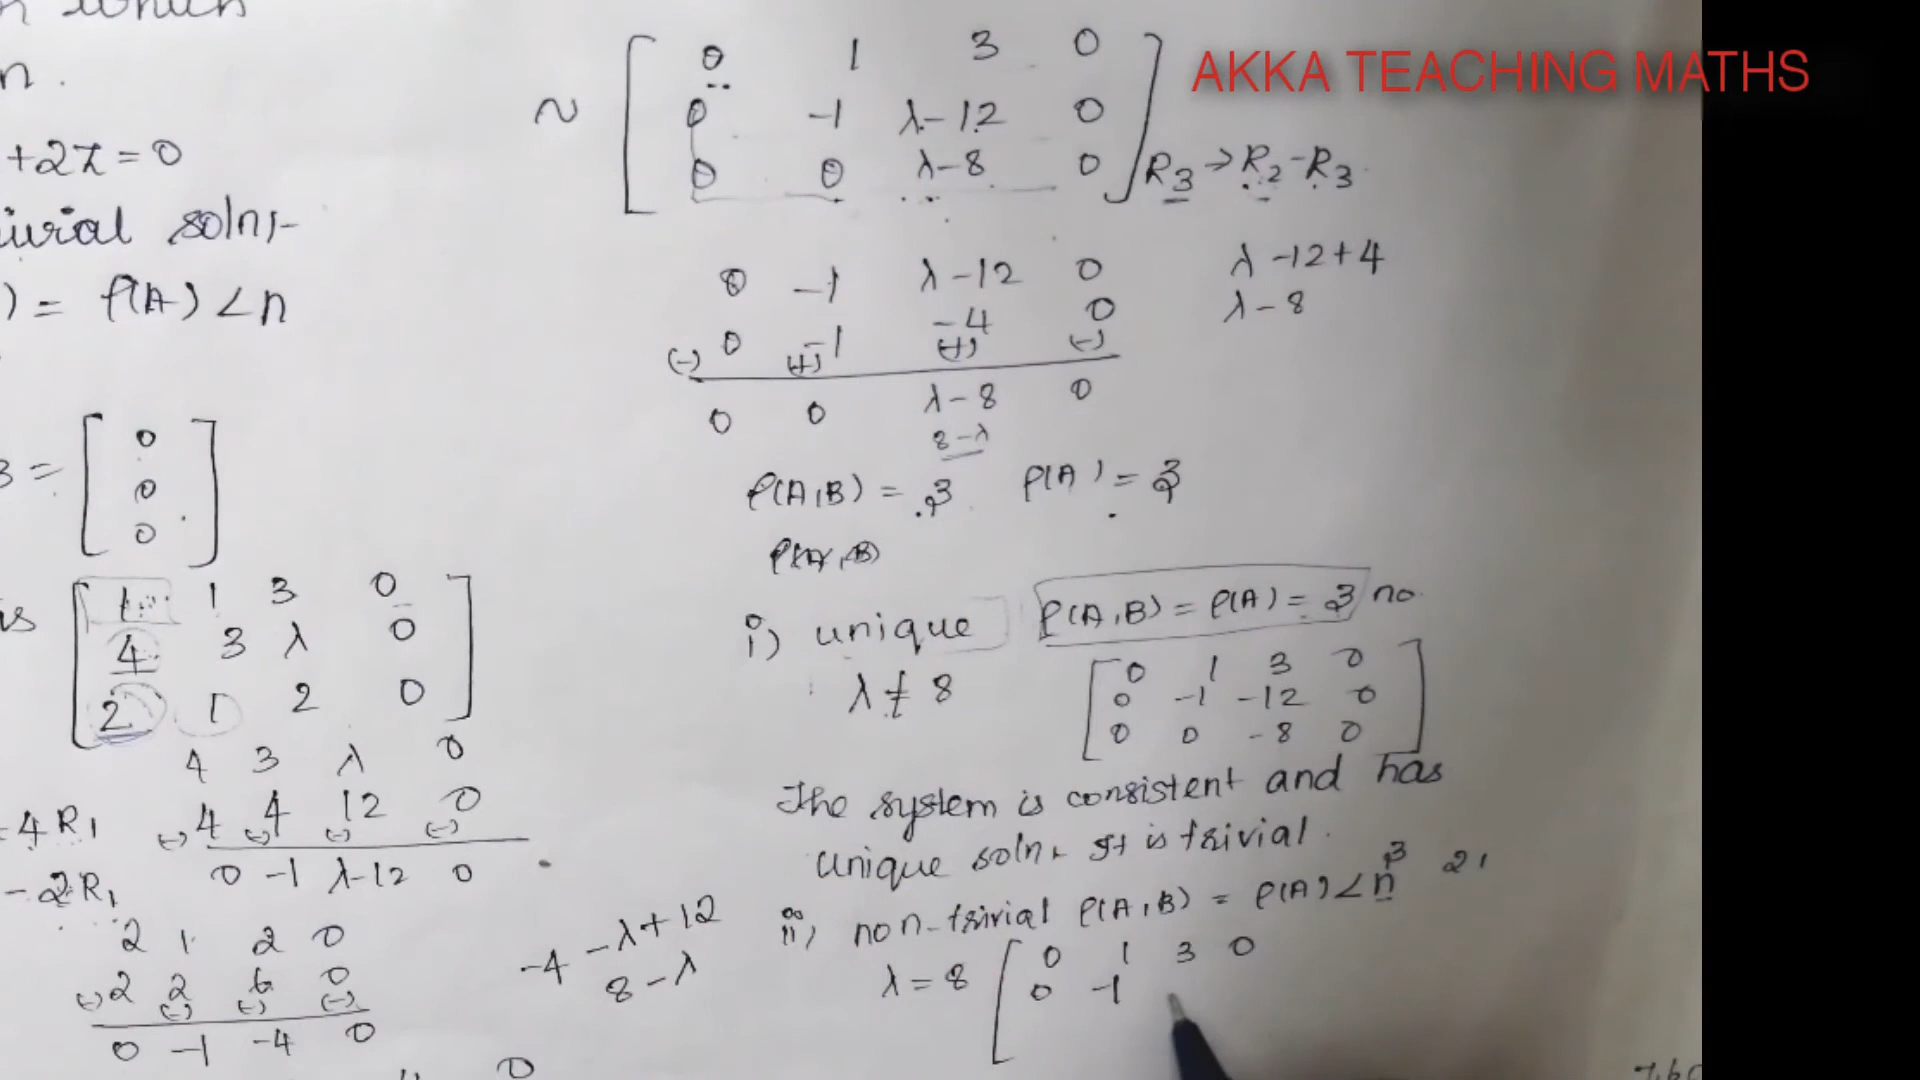 AKKA TEACHING MATHS
which
n.
+2z=0
soln:-
) = ρ(A) < n
0 1 3 0
~ 0 -1 λ-12 0
0 0 λ-8 0 R3 → R2 - R3
0 -1 λ-12 0
(-) 0 (+) -1 -4 (+) 0 (-)
0 0 λ-8 0
8-λ
λ-12+4
λ-8
= [ 0
0
0 ]
is [ 1 1 3 0
4 3 λ 0
2 1 2 0 ]
4 3 λ 0
-4R1 (-) 4 (-) 4 (-) 12 (-) 0
0 -1 λ-12 0
-2R1
2 1 2 0
(-) 2 2 (-) 6 (-) 0 (-)
0 -1 -4 0
0
-4 -λ+12
8-λ
ρ(A,B) = 3 ρ(A) = 3
i) unique ρ(A,B) = ρ(A) = 3 no.
λ ≠ 8
0 1 3 0
0 -1 -12 0
0 0 -8 0
The system is consistent and has
unique soln. It is trivial.
ii) non-trivial ρ(A,B) = ρ(A) < n 3 2
λ = 8 [ 0 1 3 0
0 -1